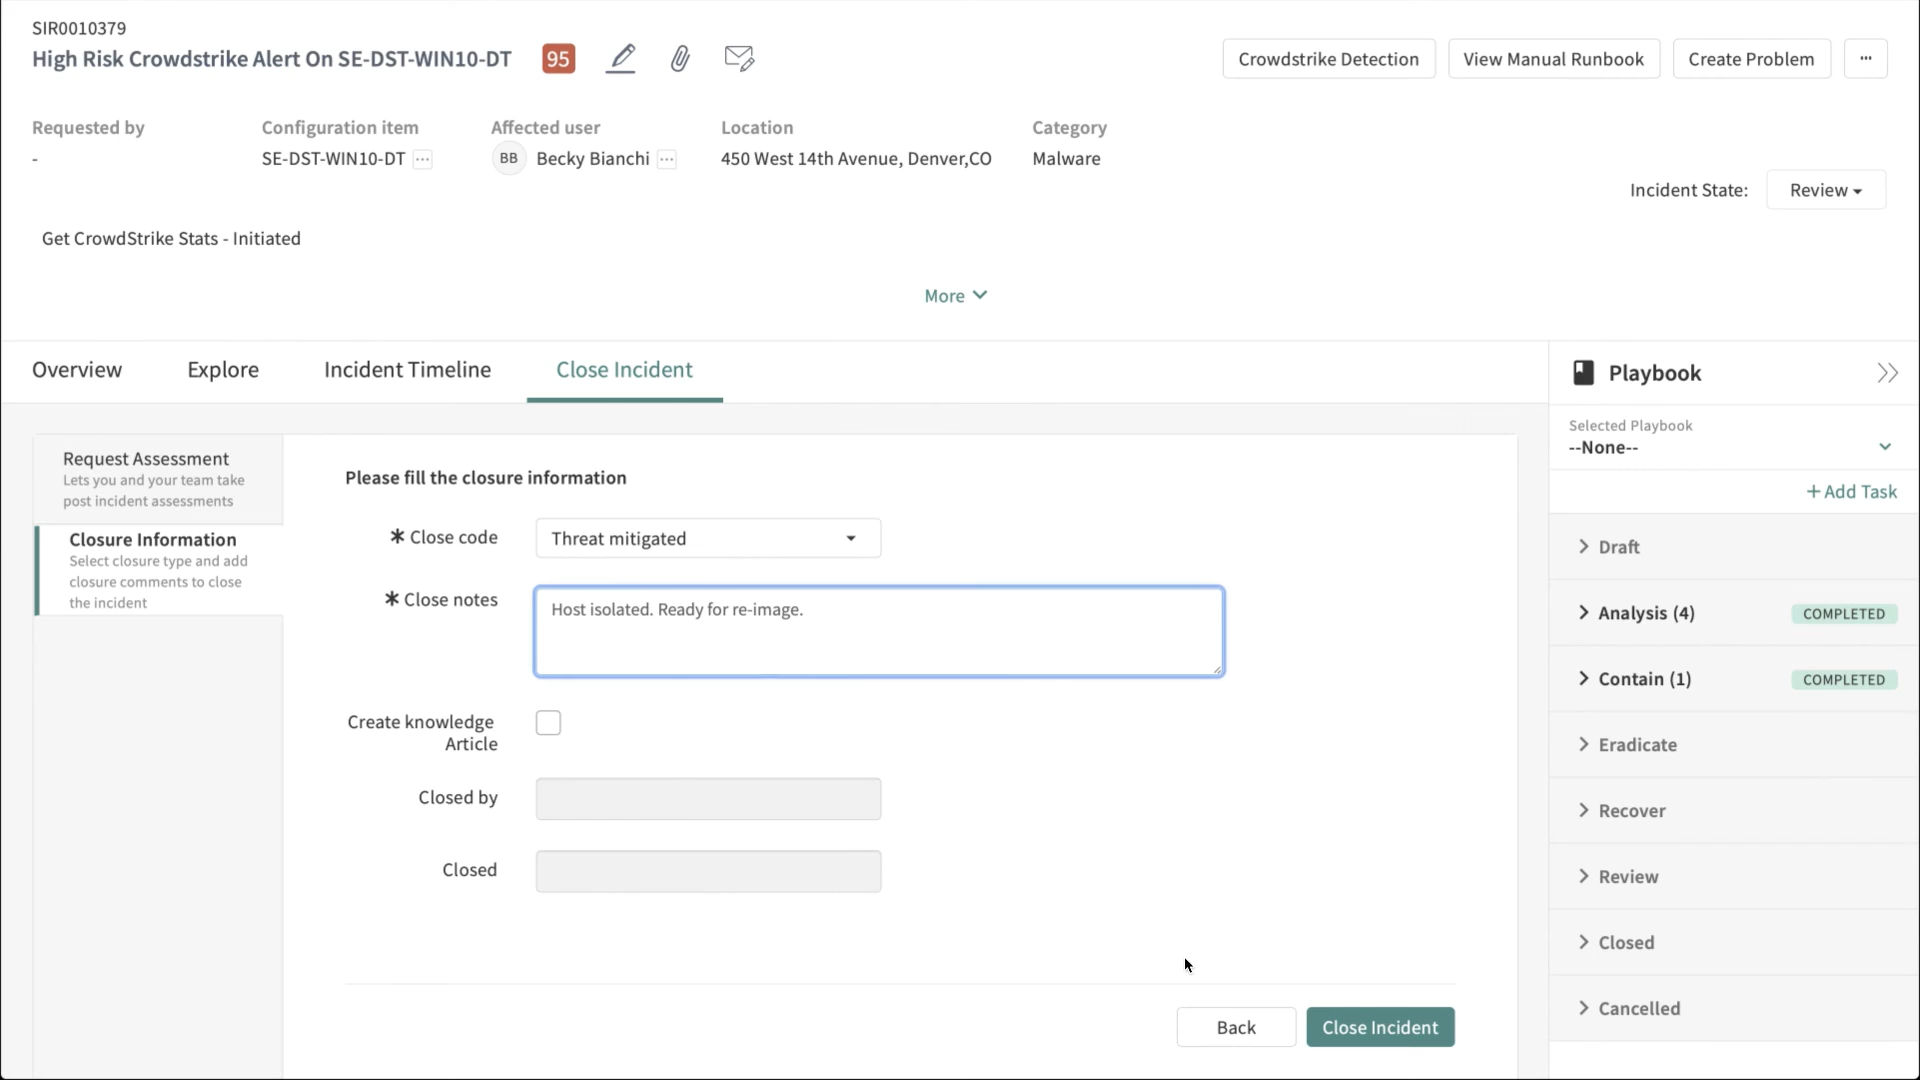 SIR0010379
High Risk Crowdstrike Alert On SE-DST-WIN10-DT
95
Crowdstrike Detection
View Manual Runbook
Create Problem
...
Requested by
Configuration item
Affected user
Location
Category
-
SE-DST-WIN10-DT
...
BB
Becky Bianchi
...
450 West 14th Avenue, Denver,CO
Malware
Incident State:
Review
Get CrowdStrike Stats - Initiated
More
Overview
Explore
Incident Timeline
Close Incident
Request Assessment
Lets you and your team take
post incident assessments
Closure Information
Select closure type and add
closure comments to close
the incident
Please fill the closure information
* Close code
Threat mitigated
* Close notes
Host isolated. Ready for re-image.
Create knowledge
Article
Closed by
Closed
Back
Close Incident
Playbook
Selected Playbook
--None--
+ Add Task
Draft
Analysis (4)
COMPLETED
Contain (1)
COMPLETED
Eradicate
Recover
Review
Closed
Cancelled